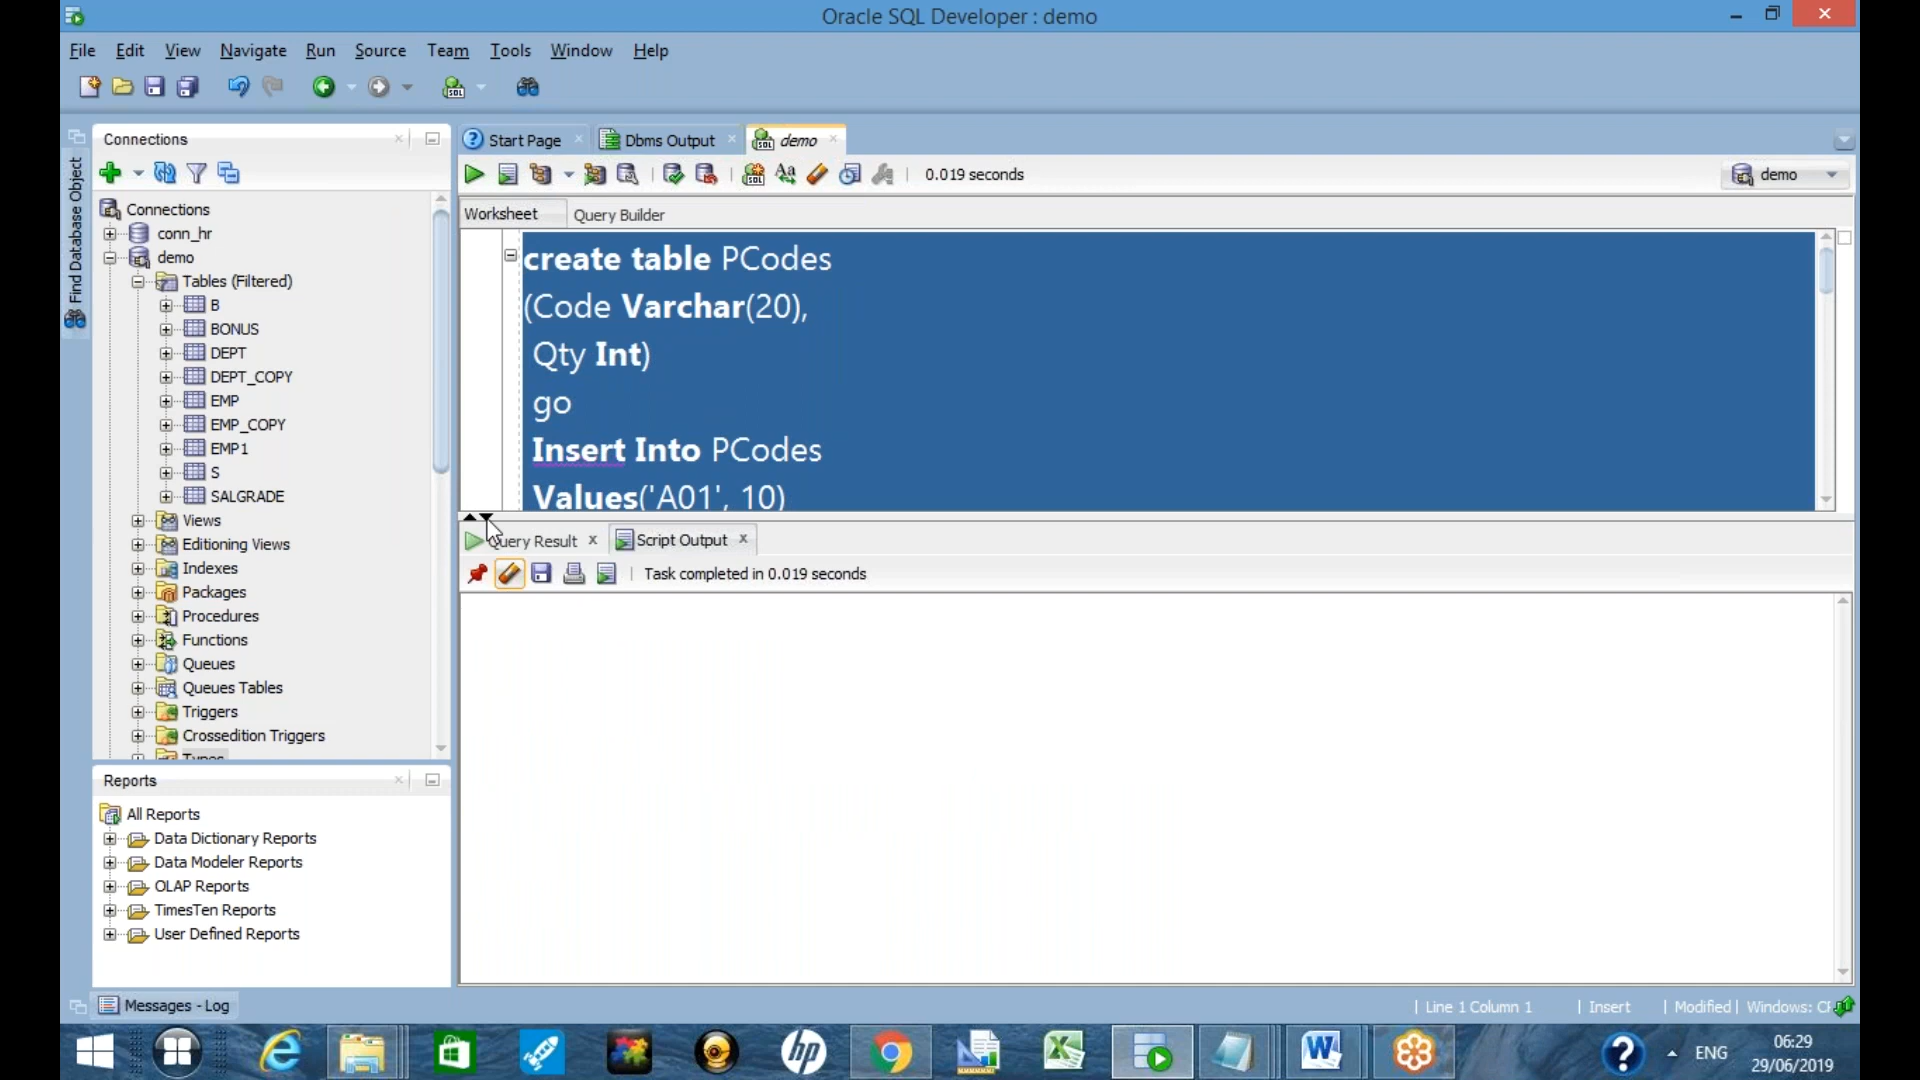 Oracle SQL Developer : demo
File Edit View Navigate Run Source Team Tools Window Help
Connections
Start Page
Dbms Output
demo
0.019 seconds
demo
Find Database Object
Worksheet
Query Builder
Connections
conn_hr
demo
Tables (Filtered)
B
BONUS
DEPT
DEPT_COPY
EMP
EMP_COPY
EMP1
S
SALGRADE
Views
Editioning Views
Indexes
Packages
Procedures
Functions
Queues
Queues Tables
Triggers
Crossedition Triggers
Types
create table PCodes
(Code Varchar(20),
Qty Int)
go
Insert Into PCodes
Values('A01', 10)
Query Result
Script Output
Task completed in 0.019 seconds
Reports
All Reports
Data Dictionary Reports
Data Modeler Reports
OLAP Reports
TimesTen Reports
User Defined Reports
Messages - Log
Line 1 Column 1
Insert
Modified
Windows:
ENG
06:29
29/06/2019